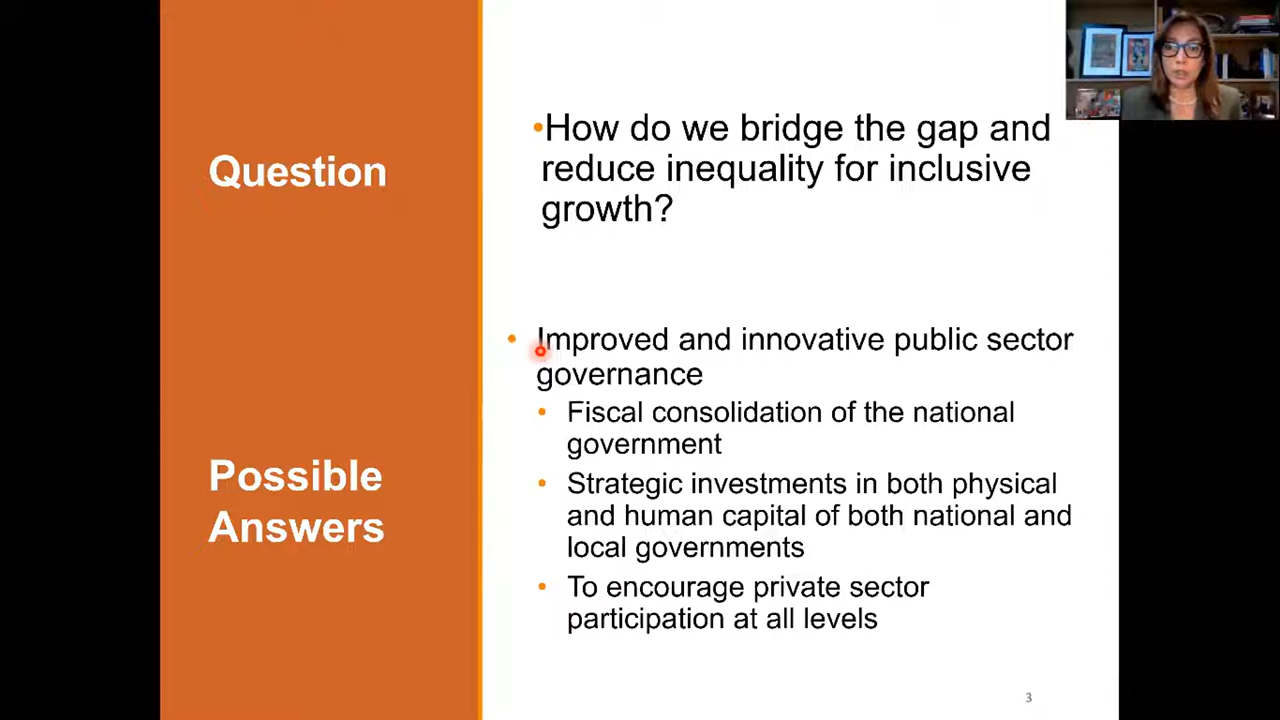 Question
•How do we bridge the gap and
reduce inequality for inclusive
growth?
Possible
Answers
• Improved and innovative public sector
governance
• Fiscal consolidation of the national
government
• Strategic investments in both physical
and human capital of both national and
local governments
• To encourage private sector
participation at all levels
3